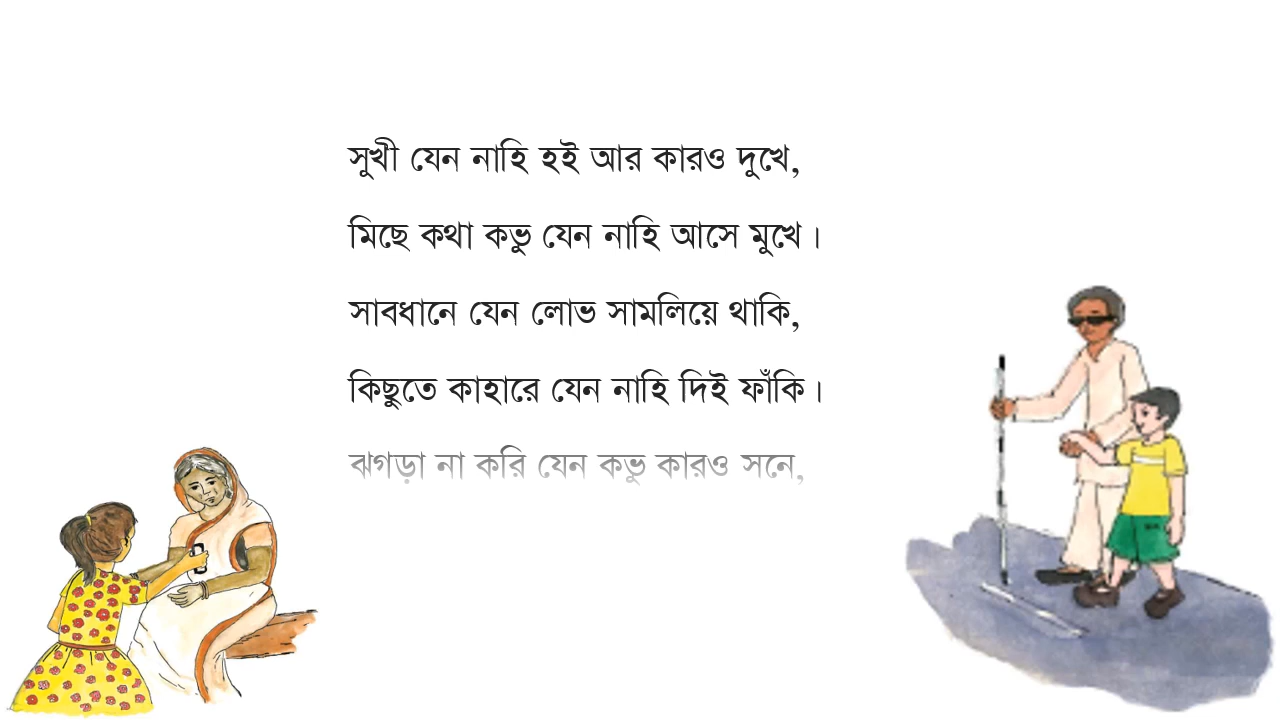 সুখী যেন নাহি হই আর কারও দুখে,
মিছে কথা কভু যেন নাহি আসে মুখে।
সাবধানে যেন লোভ সামলিয়ে থাকি,
কিছুতে কাহারে যেন নাহি দিই ফাঁকি।
ঝগড়া না করি যেন কভু কারও সনে,